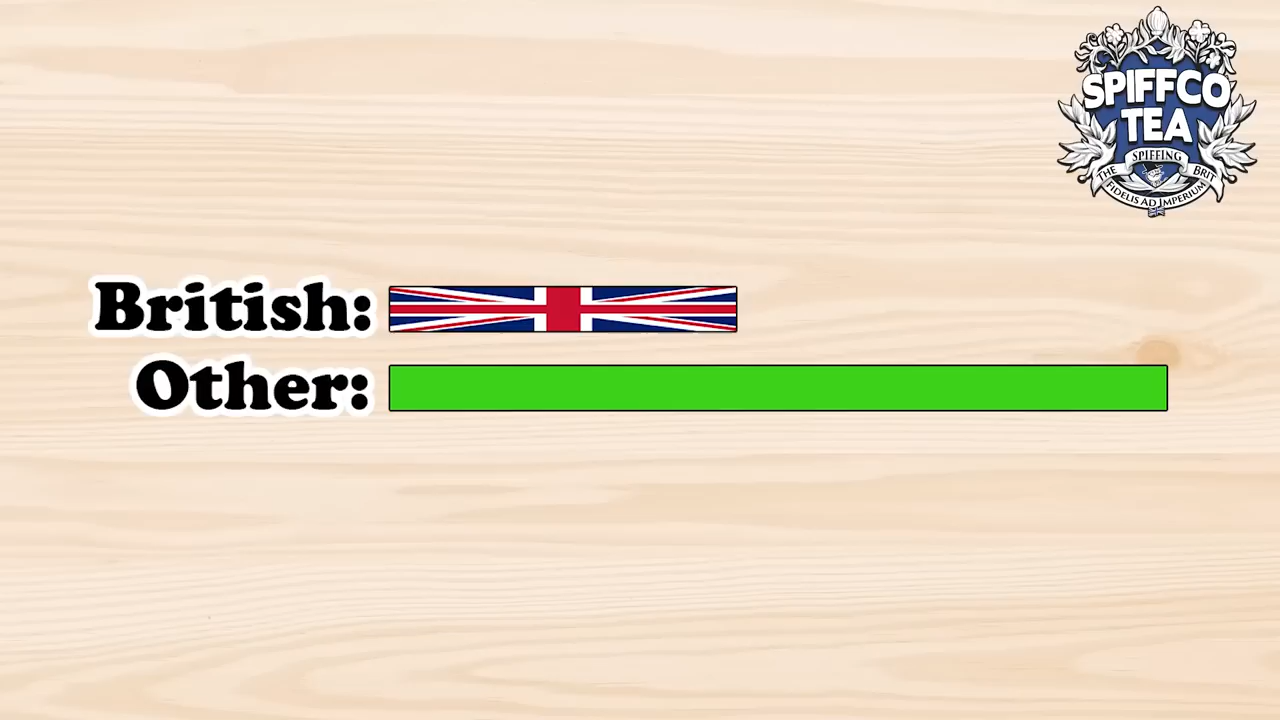 SPIFFCO
TEA
THE SPIFFING BRIT
FIDELIS AD IMPERIUM
British:
Other: